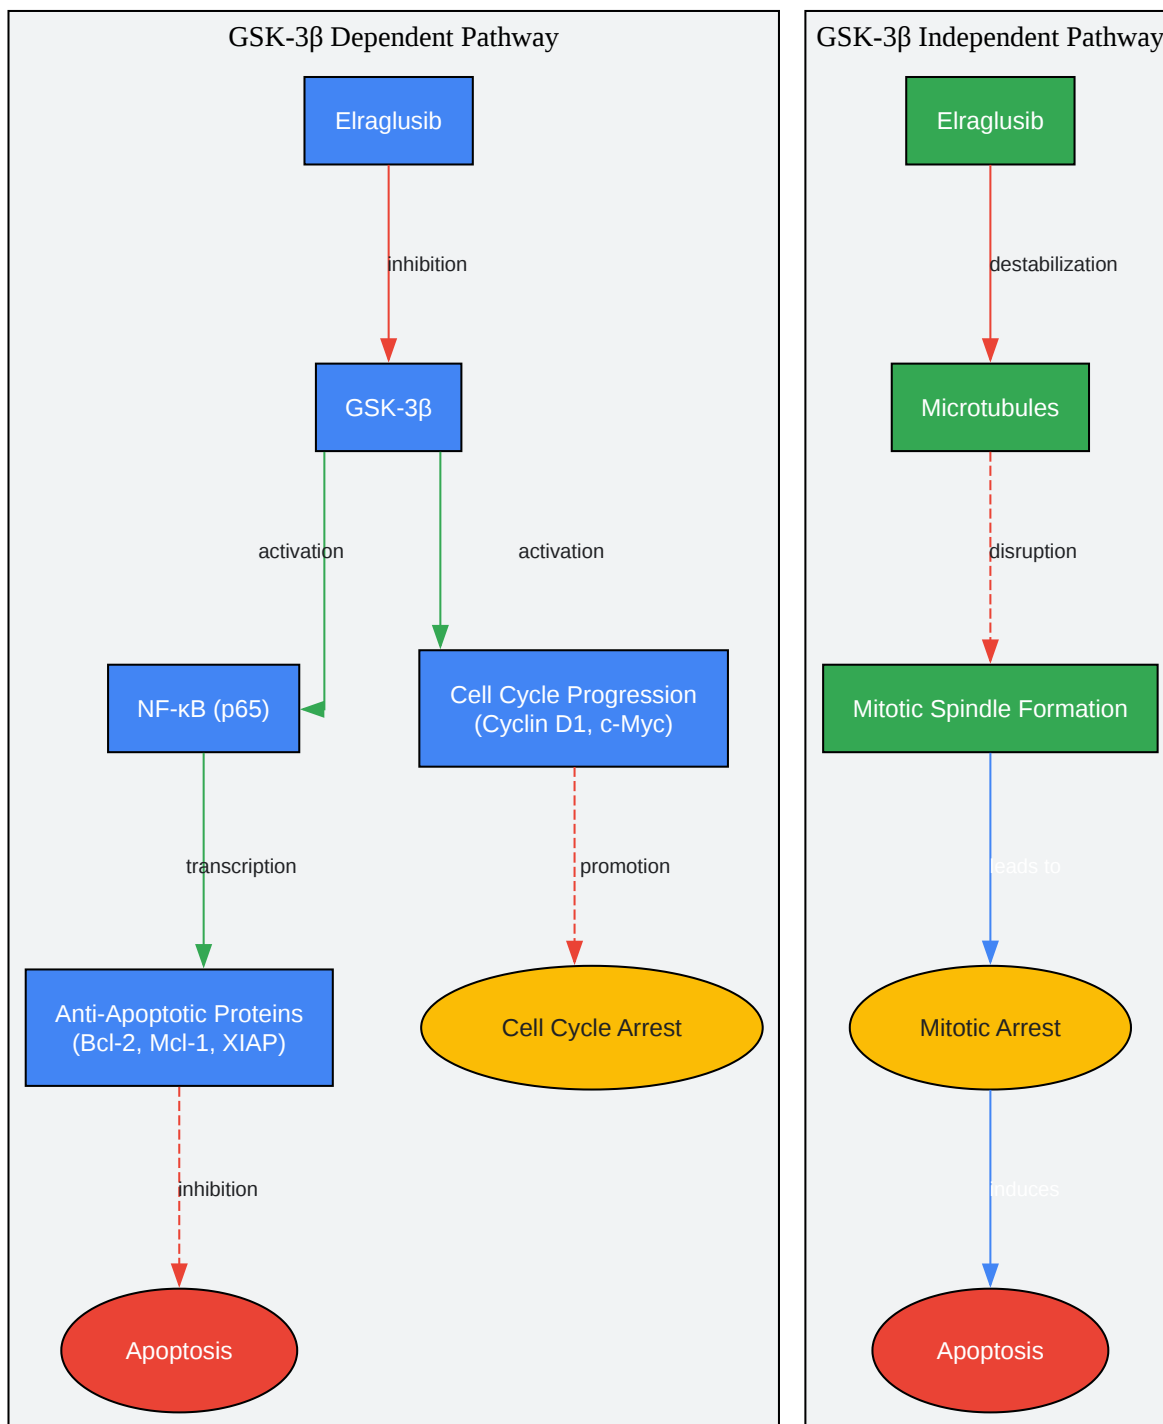 GSK-3β Dependent Pathway
Elraglusib
inhibition
GSK-3β
activation
activation
NF-κB (p65)
Cell Cycle Progression
(Cyclin D1, c-Myc)
transcription
promotion
Anti-Apoptotic Proteins
(Bcl-2, Mcl-1, XIAP)
Cell Cycle Arrest
inhibition
Apoptosis
GSK-3β Independent Pathway
Elraglusib
destabilization
Microtubules
disruption
Mitotic Spindle Formation
leads to
Mitotic Arrest
induces
Apoptosis